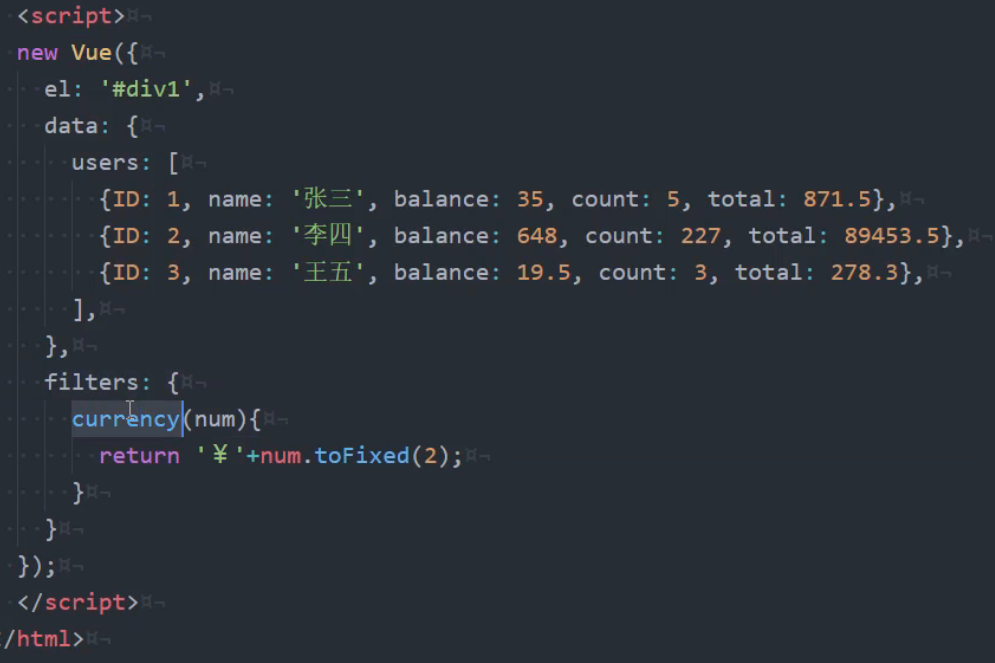 <script>
new Vue({
el: '#div1',
data: {
users: [
{ID: 1, name: '张三', balance: 35, count: 5, total: 871.5},
{ID: 2, name: '李四', balance: 648, count: 227, total: 89453.5},
{ID: 3, name: '王五', balance: 19.5, count: 3, total: 278.3},
],
},
filters: {
currency(num){
return '￥'+num.toFixed(2);
}
}
});
</script>
/html>